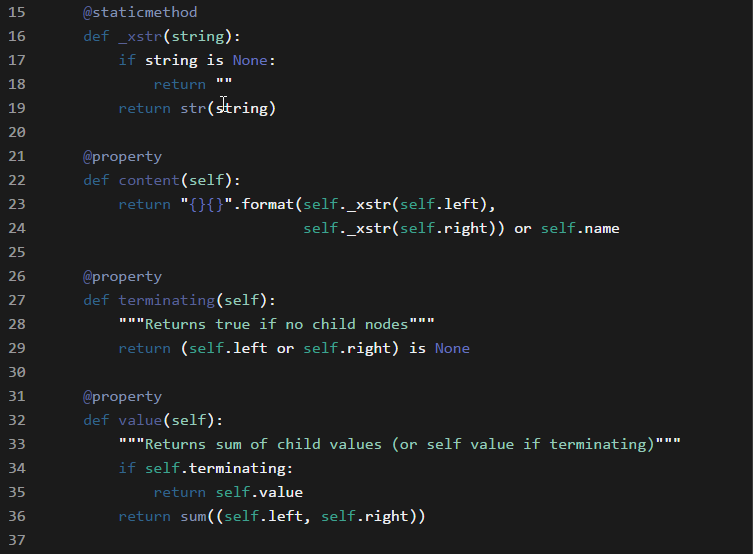 15 @staticmethod
16 def _xstr(string):
17 if string is None:
18 return ""
19 return str(string)
20
21 @property
22 def content(self):
23 return "{}{}".format(self._xstr(self.left),
24 self._xstr(self.right)) or self.name
25
26 @property
27 def terminating(self):
28 """Returns true if no child nodes"""
29 return (self.left or self.right) is None
30
31 @property
32 def value(self):
33 """Returns sum of child values (or self value if terminating)"""
34 if self.terminating:
35 return self.value
36 return sum((self.left, self.right))
37